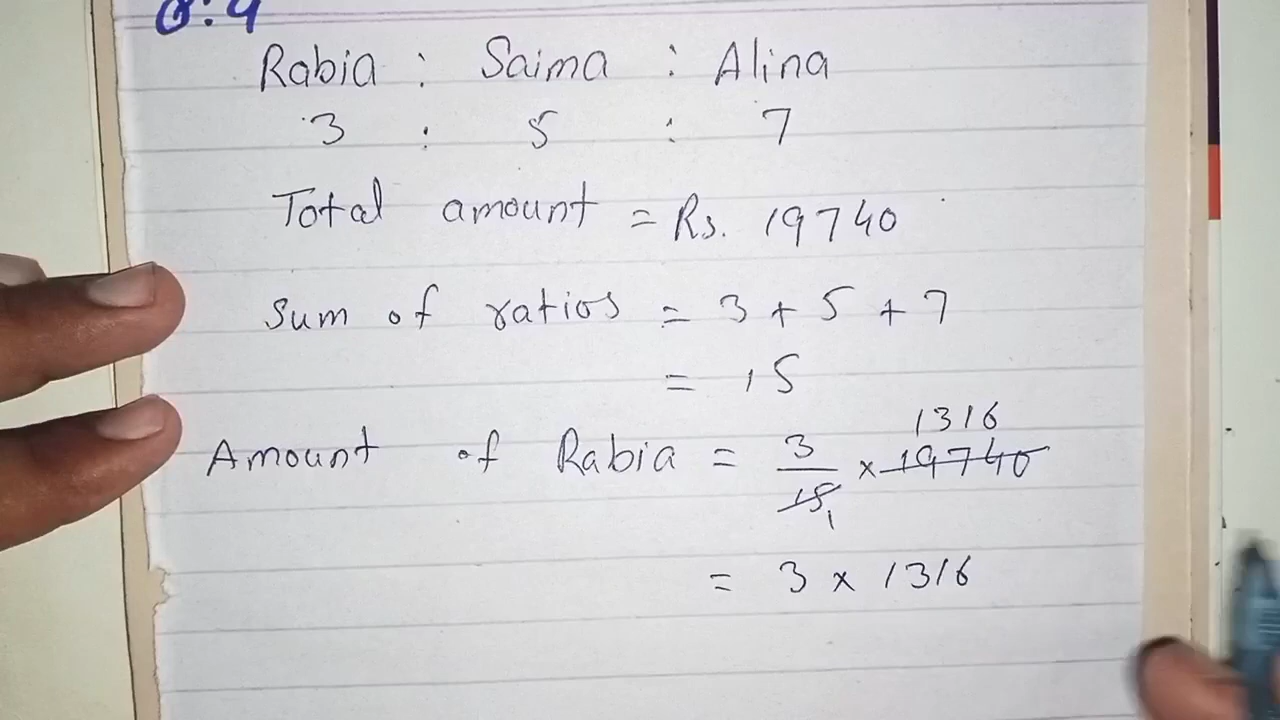 Q.4
Rabia : Saima : Alina
3 : 5 : 7
Total amount = Rs. 19740
Sum of ratios = 3 + 5 + 7
= 15
1316
Amount of Rabia = 3/15 × 19740
1
= 3 × 1316